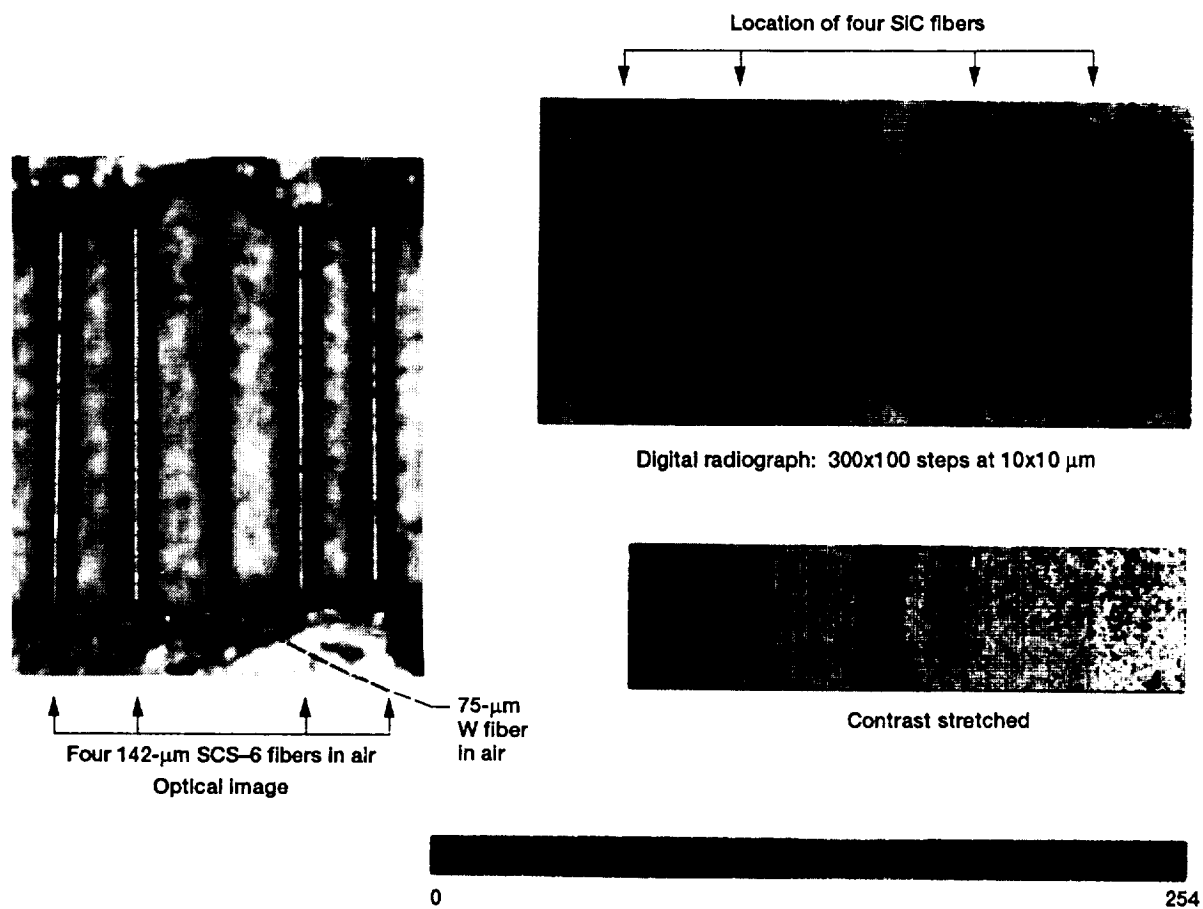 Location of four SiC fibers
Digital radiograph: 300x100 steps at 10x10 μm
75-μm
W fiber
in air
Four 142-μm SCS–6 fibers in air
Optical image
Contrast stretched
0
254